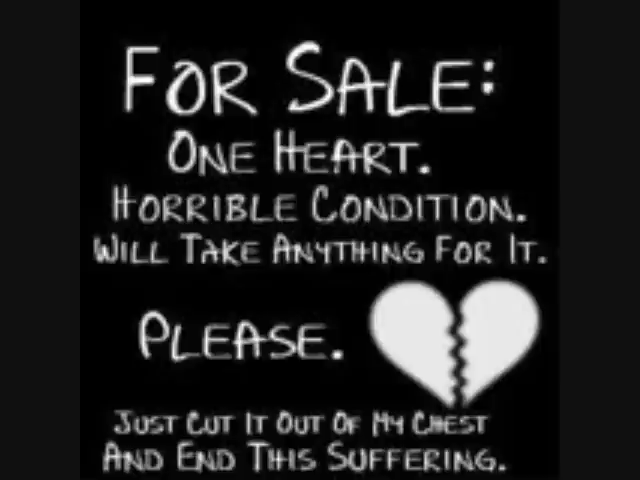 For Sale:
One Heart.
Horrible Condition.
Will Take Anything For It.
Please.
Just Cut It Out Of My Chest
And End This Suffering.